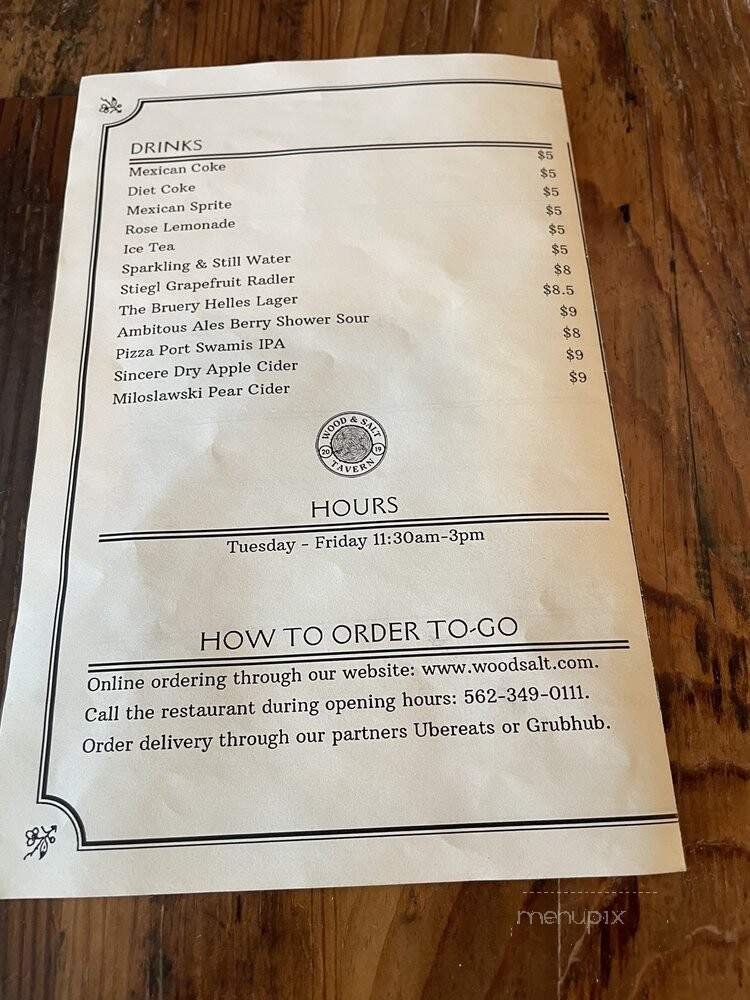 DRINKS
Mexican Coke $5
Diet Coke $5
Mexican Sprite $5
Rose Lemonade $5
Ice Tea $5
Sparkling & Still Water $5
Stiegl Grapefruit Radler $8
The Bruery Helles Lager $8.5
Ambitous Ales Berry Shower Sour $9
Pizza Port Swamis IPA $8
Sincere Dry Apple Cider $9
Miloslawski Pear Cider $9
WOOD & SALT
20 19
TAVERN
HOURS
Tuesday - Friday 11:30am-3pm
HOW TO ORDER TO-GO
Online ordering through our website: www.woodsalt.com.
Call the restaurant during opening hours: 562-349-0111.
Order delivery through our partners Ubereats or Grubhub.
menupix